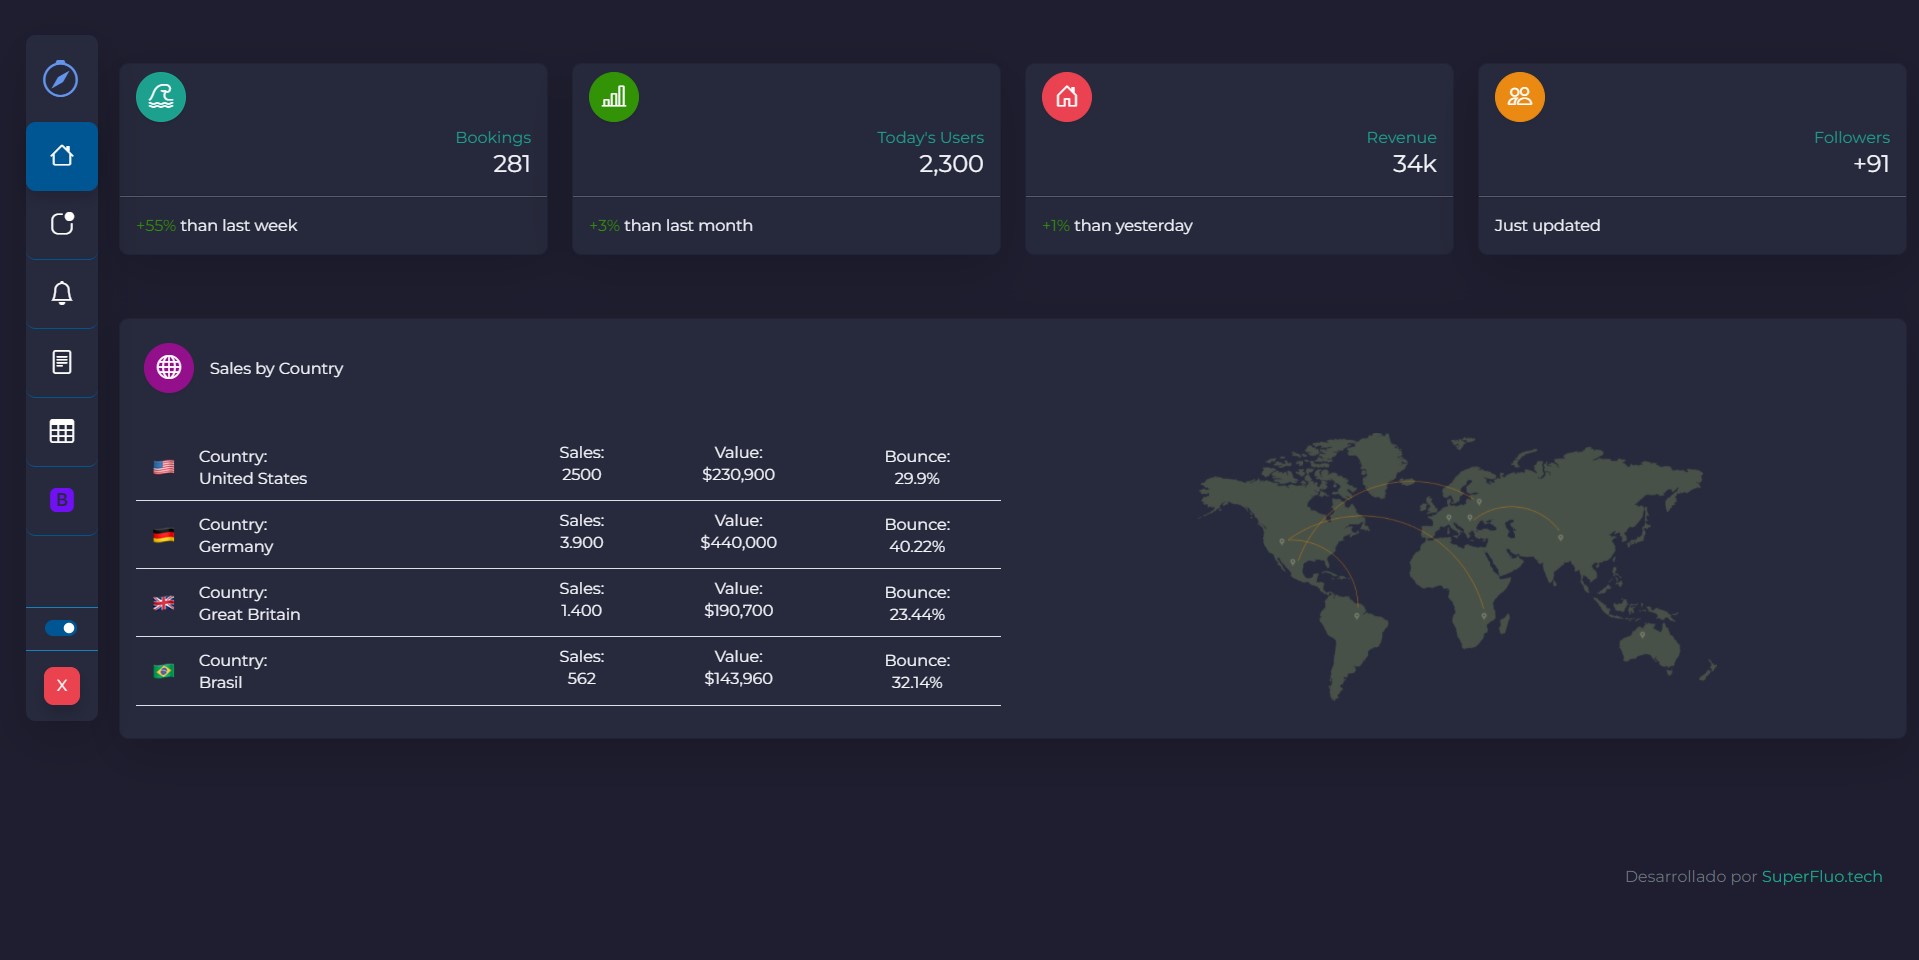 Bookings
281
+55% than last week
Today's Users
2,300
+3% than last month
Revenue
34k
+1% than yesterday
Followers
+91
Just updated
Sales by Country
Country:
United States
Sales:
2500
Value:
$230,900
Bounce:
29.9%
Country:
Germany
Sales:
3.900
Value:
$440,000
Bounce:
40.22%
Country:
Great Britain
Sales:
1.400
Value:
$190,700
Bounce:
23.44%
Country:
Brasil
Sales:
562
Value:
$143,960
Bounce:
32.14%
B
X
Desarrollado por SuperFluo.tech